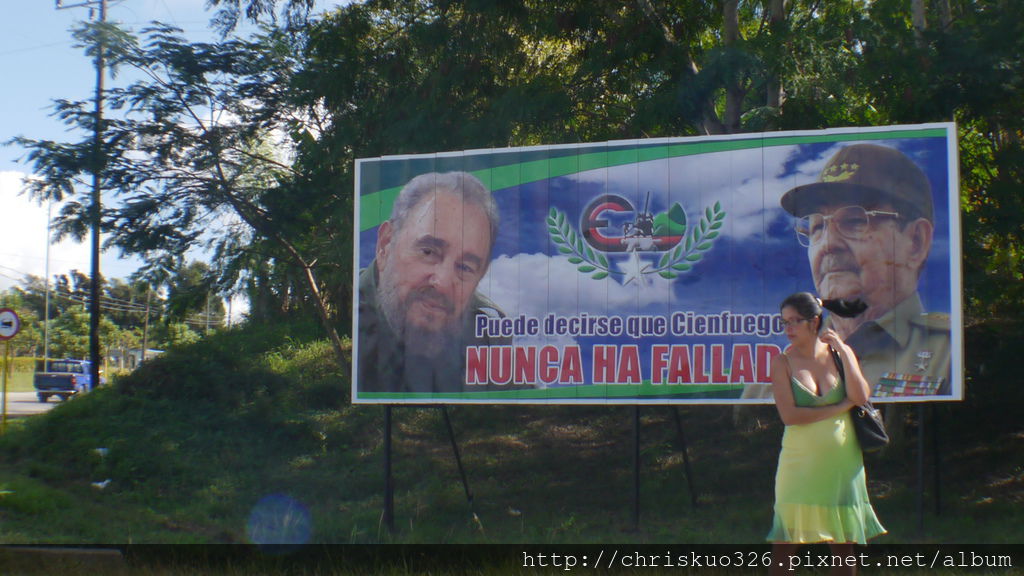 Puede decirse que Cienfuego
NUNCA HA FALLAD
http://chriskuo326.pixnet.net/album